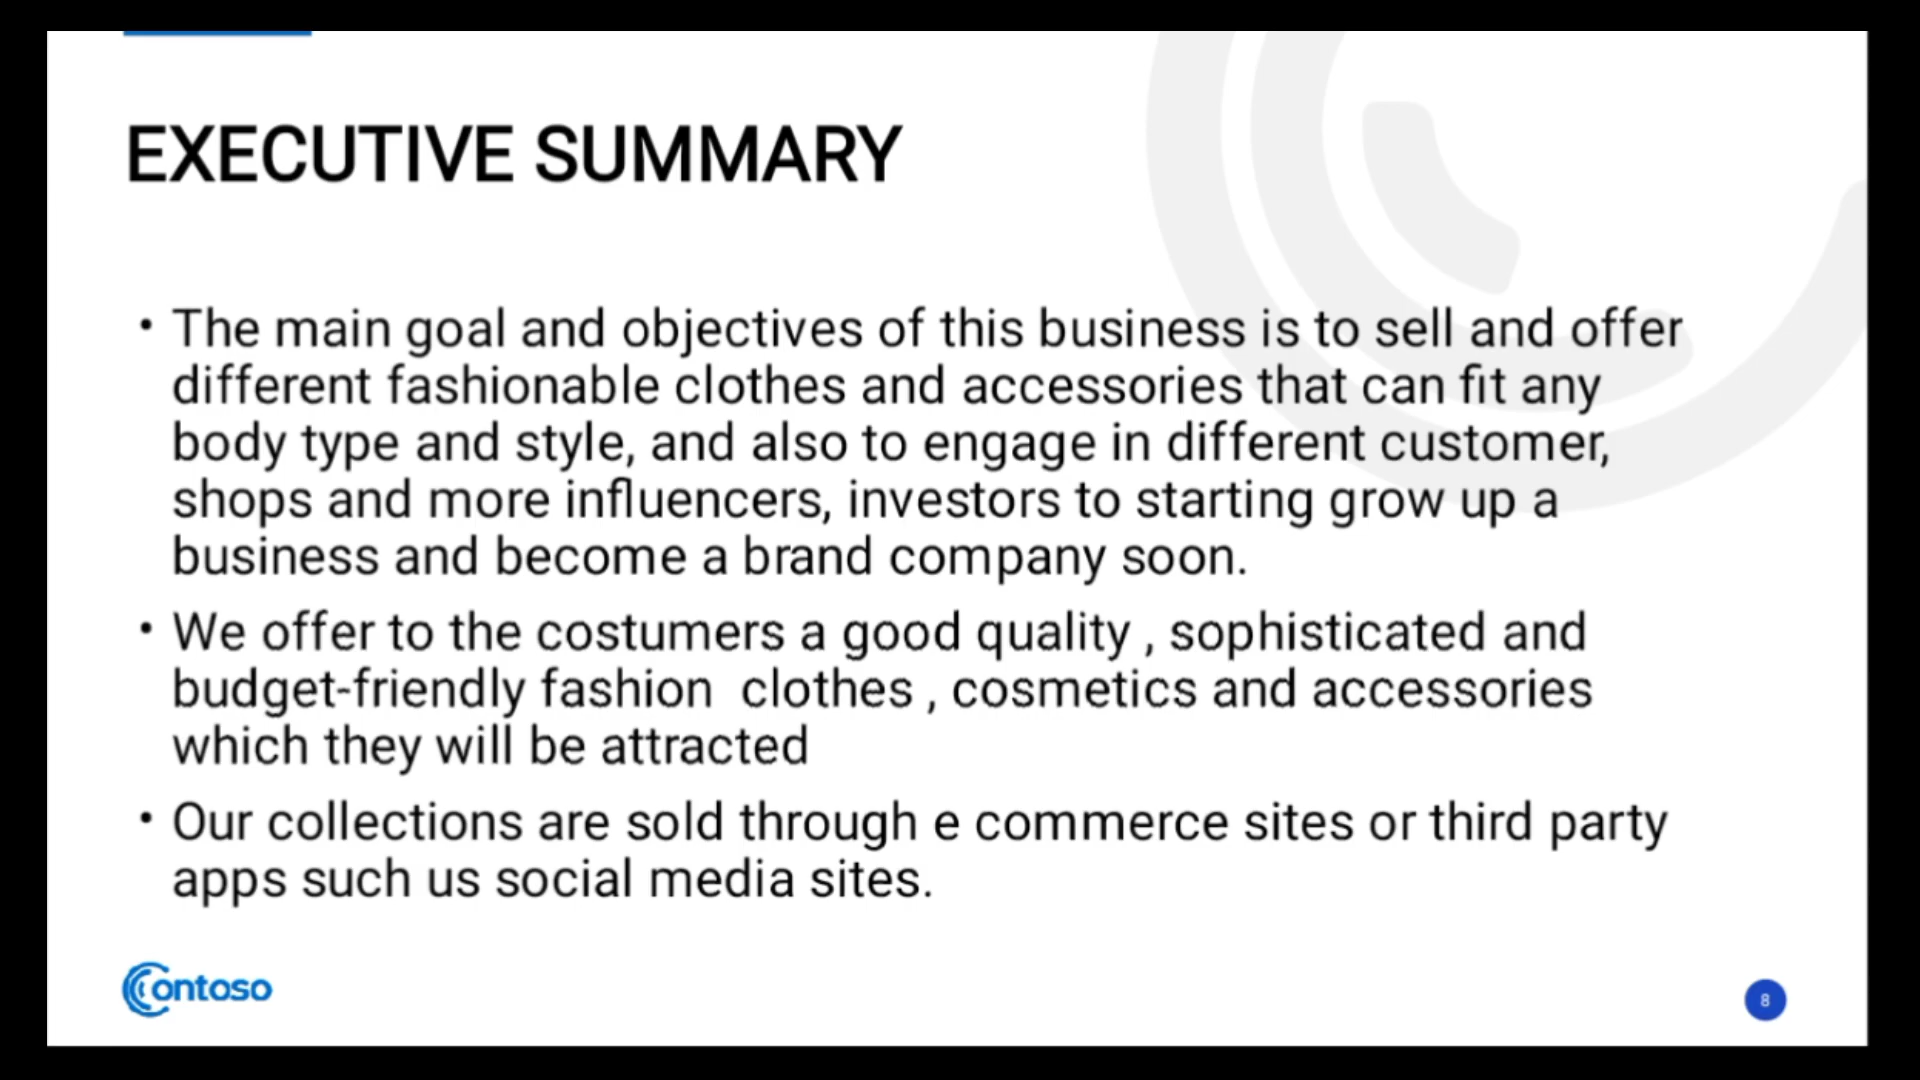 EXECUTIVE SUMMARY
• The main goal and objectives of this business is to sell and offer
different fashionable clothes and accessories that can fit any
body type and style, and also to engage in different customer,
shops and more influencers, investors to starting grow up a
business and become a brand company soon.
• We offer to the costumers a good quality , sophisticated and
budget-friendly fashion  clothes , cosmetics and accessories
which they will be attracted
• Our collections are sold through e commerce sites or third party
apps such us social media sites.
Contoso
8